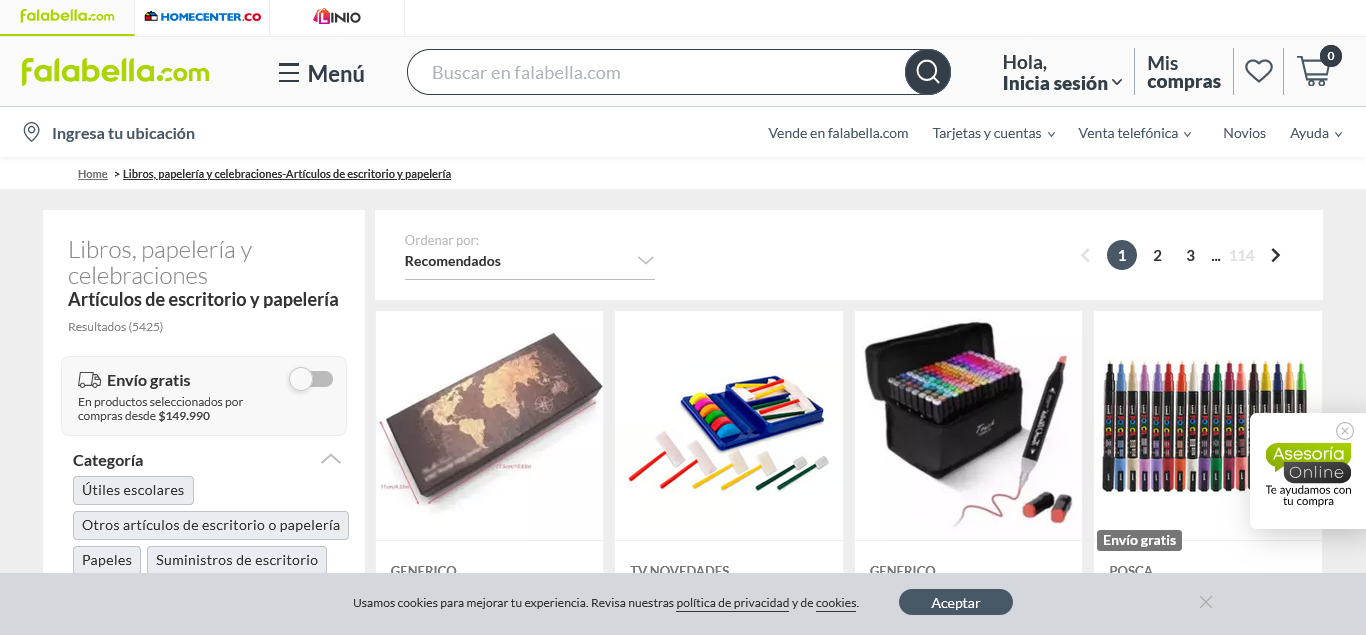 falabella.com
HOMECENTER.CO
LINIO
falabella.com
Menú
Buscar en falabella.com
Hola,
Inicia sesión
Mis
compras
0
Ingresa tu ubicación
Vende en falabella.com
Tarjetas y cuentas
Venta telefónica
Novios
Ayuda
Home > Libros, papelería y celebraciones-Artículos de escritorio y papelería
Libros, papelería y
celebraciones
Artículos de escritorio y papelería
Resultados (5425)
Envío gratis
En productos seleccionados por
compras desde $149.990
Categoría
Útiles escolares
Otros artículos de escritorio o papelería
Papeles
Suministros de escritorio
Ordenar por:
Recomendados
1 2 3 ... 114
Touch
Envío gratis
GENERICO
TV NOVEDADES
GENERICO
POSCA
Asesoría
Online
Te ayudamos con
tu compra
Usamos cookies para mejorar tu experiencia. Revisa nuestras política de privacidad y de cookies.
Aceptar